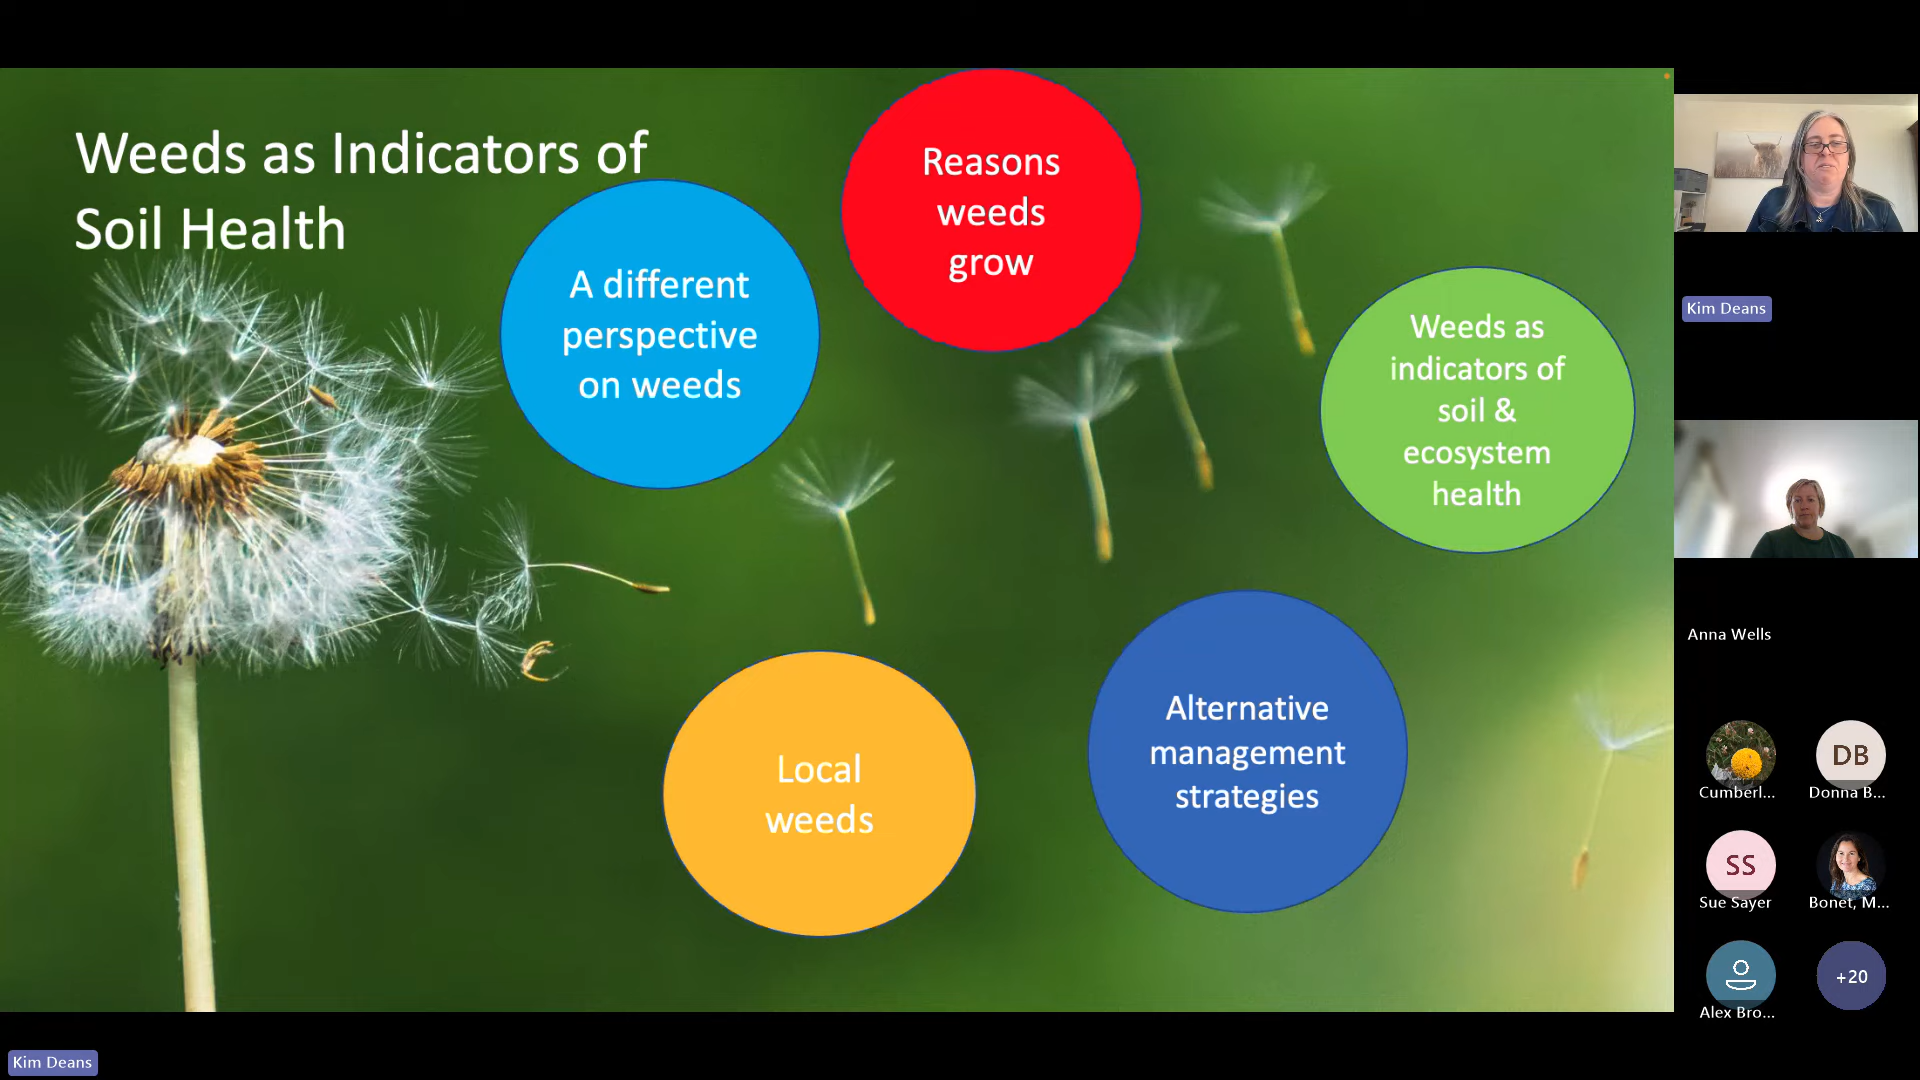 Weeds as Indicators of
Soil Health
A different
perspective
on weeds
Reasons
weeds
grow
Weeds as
indicators of
soil &
ecosystem
health
Alternative
management
strategies
Local
weeds
Kim Deans
Anna Wells
Cumberl...
DB
Donna B...
SS
Sue Sayer
Bonet, M...
Alex Bro...
+20
Kim Deans